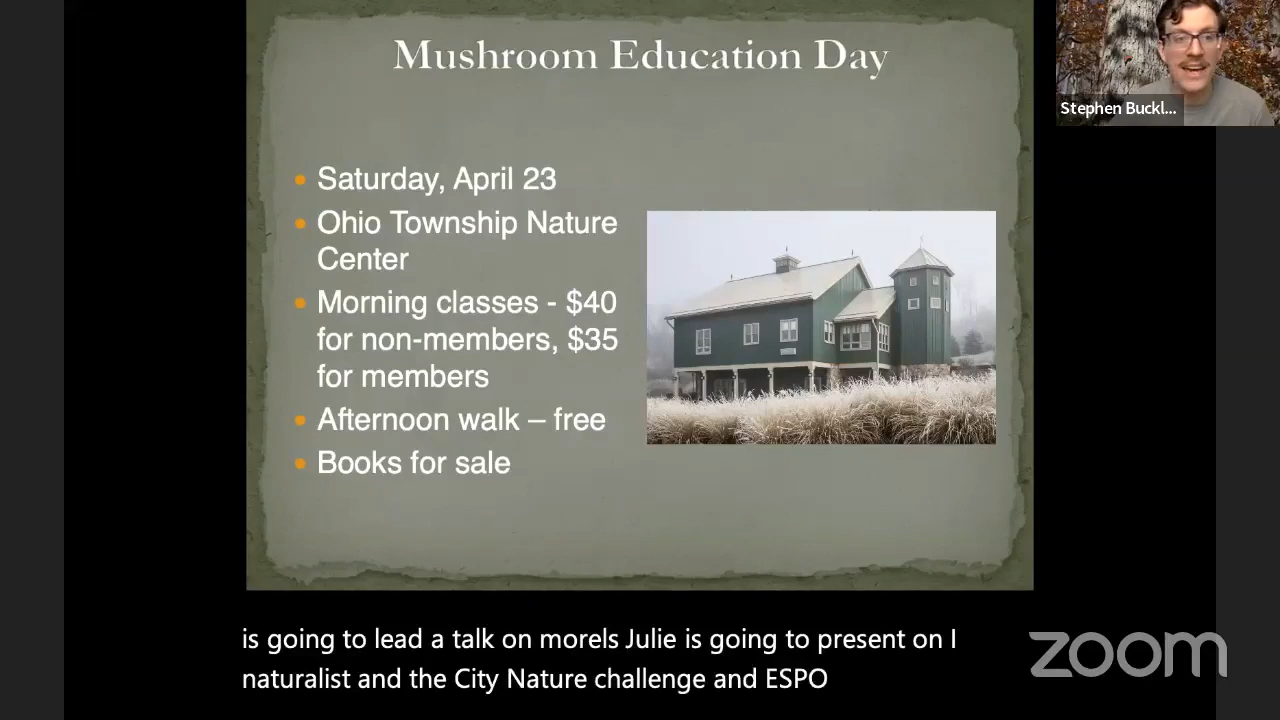 Mushroom Education Day
Stephen Buckl...
• Saturday, April 23
• Ohio Township Nature
Center
• Morning classes - $40
for non-members, $35
for members
• Afternoon walk – free
• Books for sale
is going to lead a talk on morels Julie is going to present on I
naturalist and the City Nature challenge and ESPO
zoom